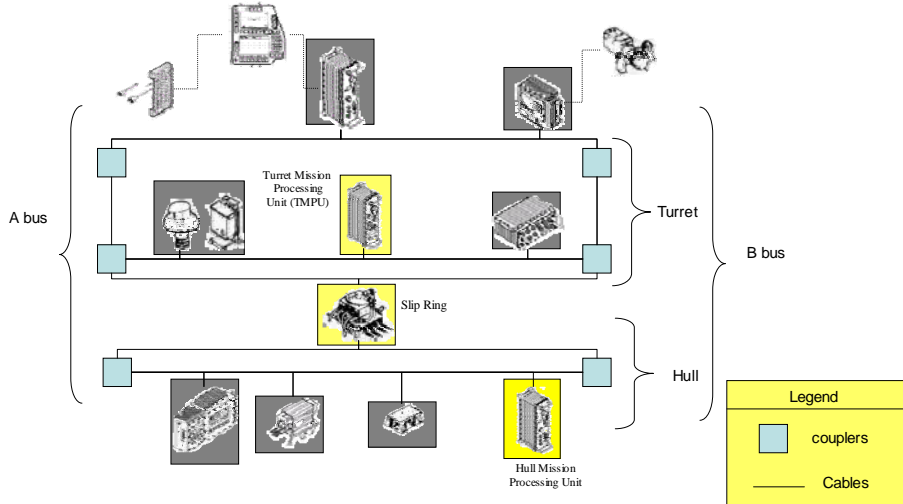 Turret Mission
Processing
Unit (TMPU)
A bus
Turret
B bus
Slip Ring
Hull
Hull Mission
Processing Unit
Legend
couplers
Cables